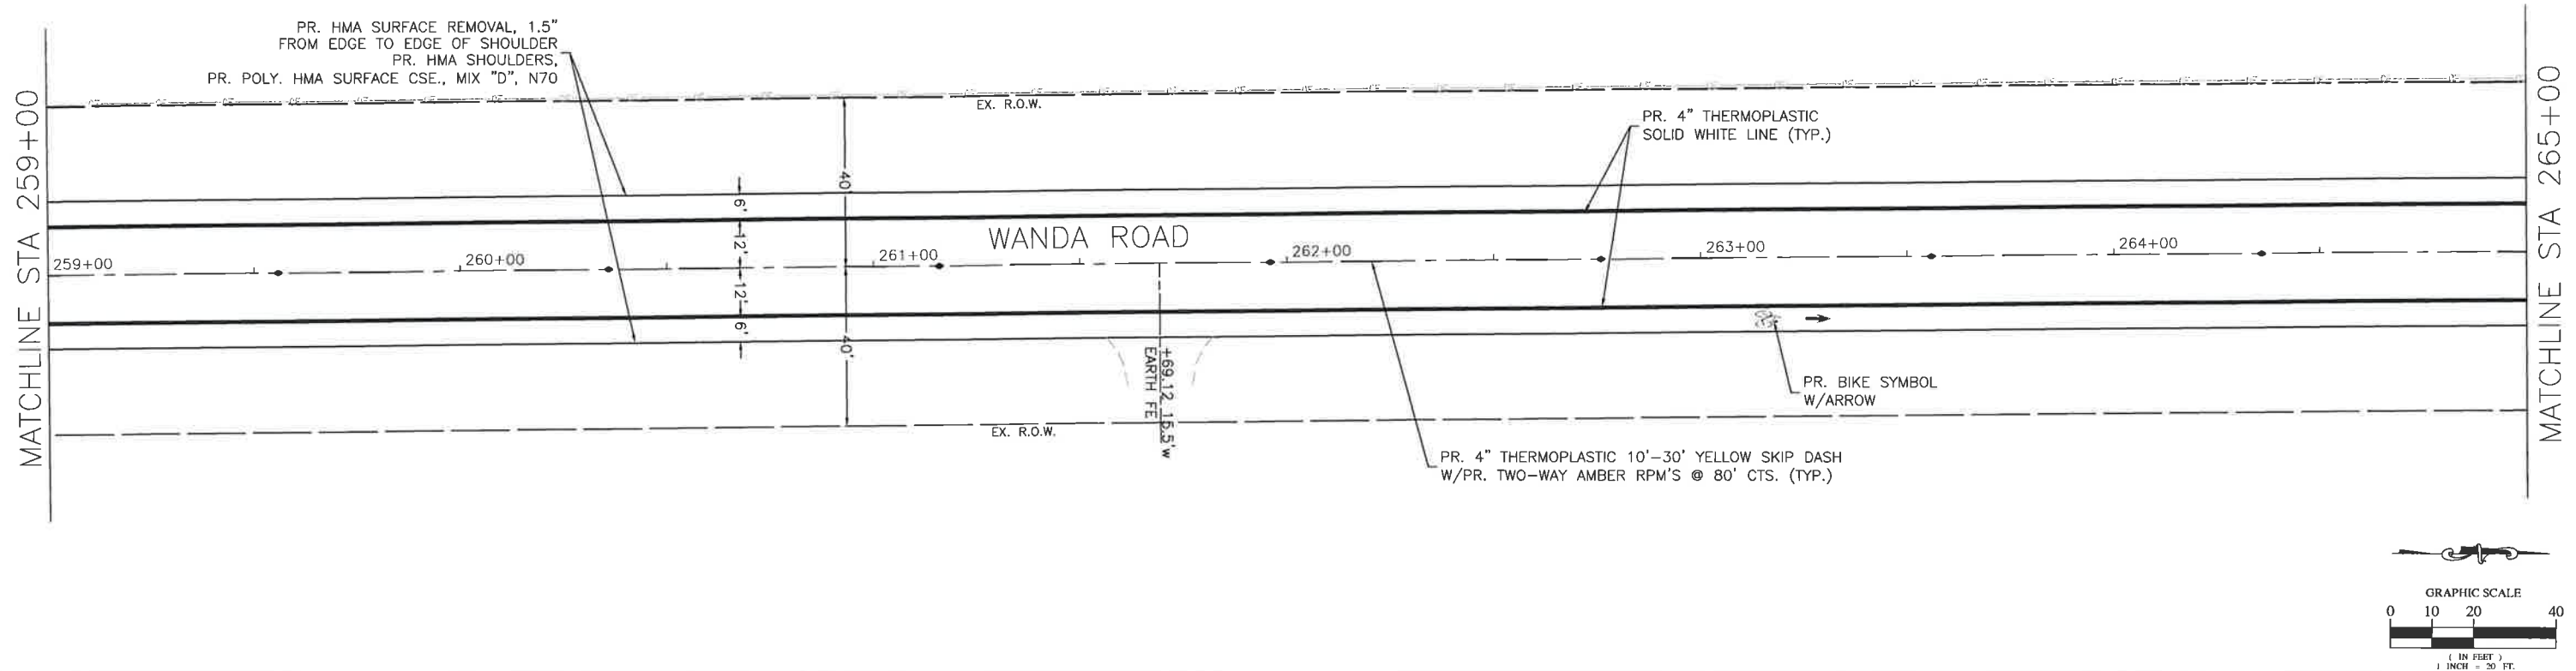 PR. HMA SURFACE REMOVAL, 1.5"
FROM EDGE TO EDGE OF SHOULDER
PR. HMA SHOULDERS,
PR. POLY. HMA SURFACE CSE., MIX "D", N70
MATCHLINE STA 259+00
EX. R.O.W.
PR. 4" THERMOPLASTIC
SOLID WHITE LINE (TYP.)
MATCHLINE STA 265+00
40'
6'
12'
12'
6'
40'
WANDA ROAD
259+00
260+00
261+00
262+00
263+00
264+00
+69.12 15.5'w
EARTH FE
PR. BIKE SYMBOL
W/ARROW
EX. R.O.W.
PR. 4" THERMOPLASTIC 10'-30' YELLOW SKIP DASH
W/PR. TWO-WAY AMBER RPM'S @ 80' CTS. (TYP.)
GRAPHIC SCALE
0 10 20 40
( IN FEET )
1 INCH = 20 FT.